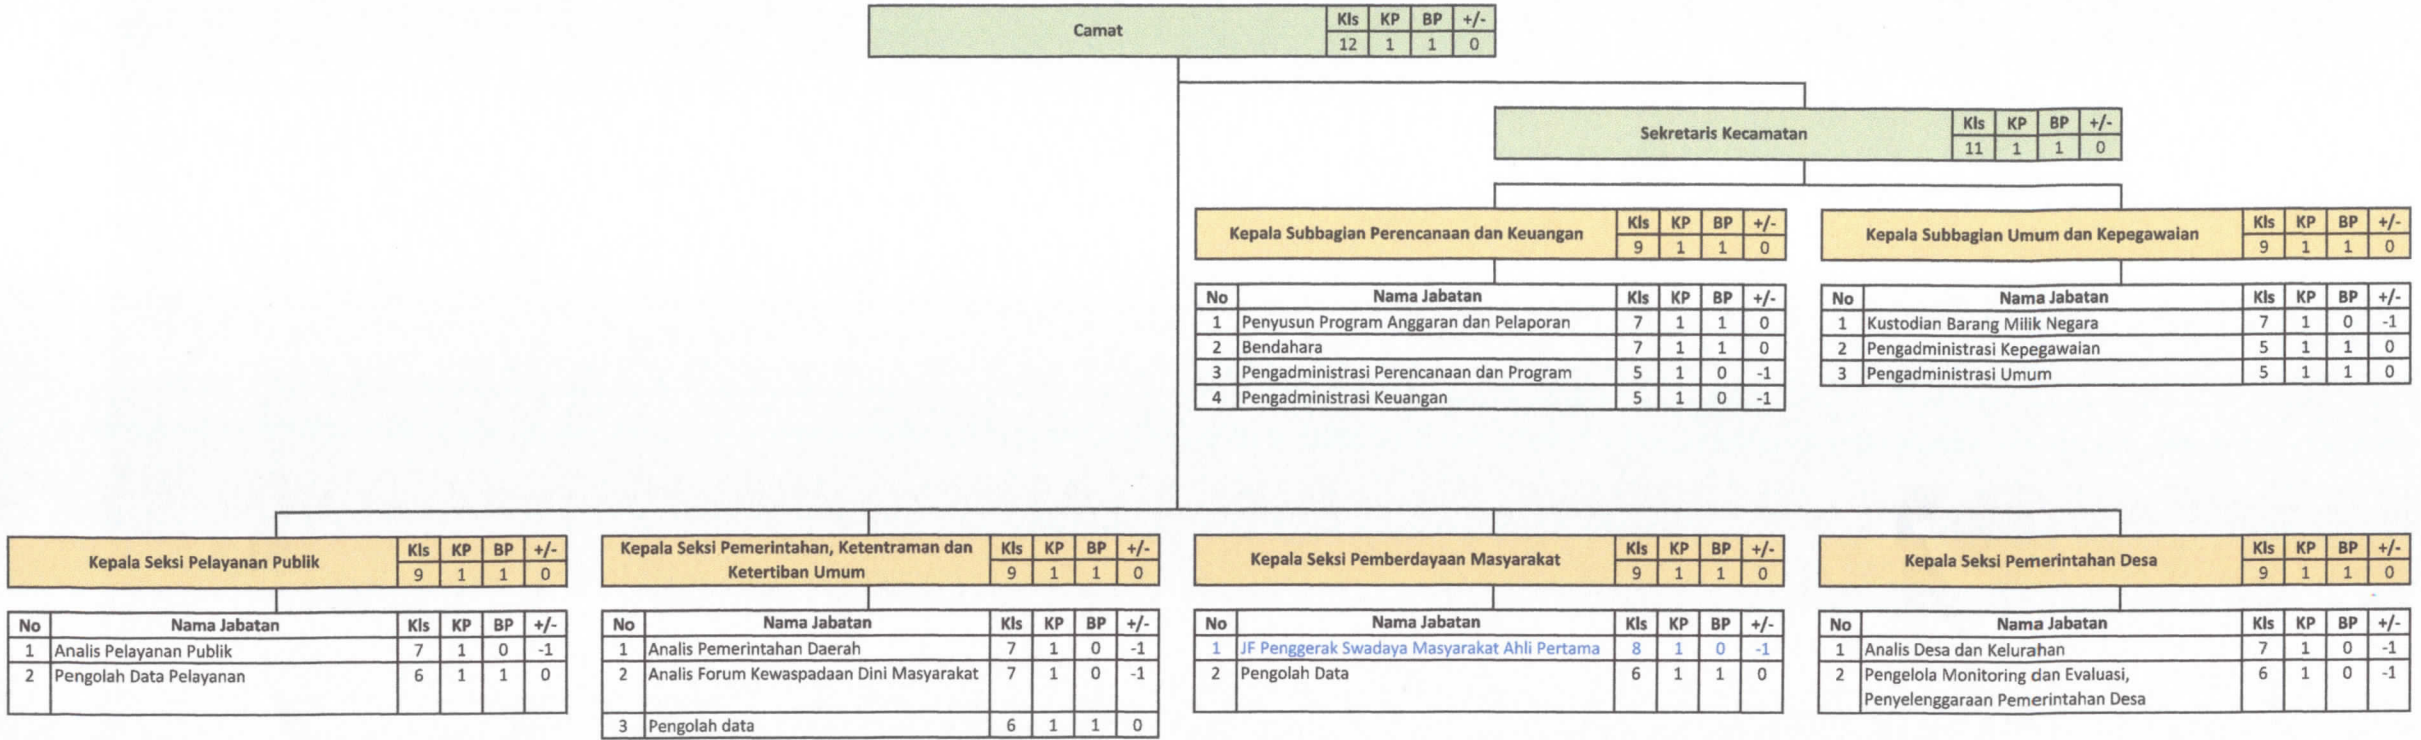 Camat Kls KP BP +/-
12 1 1 0
Sekretaris Kecamatan Kls KP BP +/-
11 1 1 0
Kepala Subbagian Perencanaan dan Keuangan Kls KP BP +/-
9 1 1 0
No Nama Jabatan Kls KP BP +/-
1 Penyusun Program Anggaran dan Pelaporan 7 1 1 0
2 Bendahara 7 1 1 0
3 Pengadministrasi Perencanaan dan Program 5 1 0 -1
4 Pengadministrasi Keuangan 5 1 0 -1
Kepala Subbagian Umum dan Kepegawaian Kls KP BP +/-
9 1 1 0
No Nama Jabatan Kls KP BP +/-
1 Kustodian Barang Milik Negara 7 1 0 -1
2 Pengadministrasi Kepegawaian 5 1 1 0
3 Pengadministrasi Umum 5 1 1 0
Kepala Seksi Pelayanan Publik Kls KP BP +/-
9 1 1 0
No Nama Jabatan Kls KP BP +/-
1 Analis Pelayanan Publik 7 1 0 -1
2 Pengolah Data Pelayanan 6 1 1 0
Kepala Seksi Pemerintahan, Ketentraman dan Kls KP BP +/-
Ketertiban Umum 9 1 1 0
No Nama Jabatan Kls KP BP +/-
1 Analis Pemerintahan Daerah 7 1 0 -1
2 Analis Forum Kewaspadaan Dini Masyarakat 7 1 0 -1
3 Pengolah data 6 1 1 0
Kepala Seksi Pemberdayaan Masyarakat Kls KP BP +/-
9 1 1 0
No Nama Jabatan Kls KP BP +/-
1 JF Penggerak Swadaya Masyarakat Ahli Pertama 8 1 0 -1
2 Pengolah Data 6 1 1 0
Kepala Seksi Pemerintahan Desa Kls KP BP +/-
9 1 1 0
No Nama Jabatan Kls KP BP +/-
1 Analis Desa dan Kelurahan 7 1 0 -1
2 Pengelola Monitoring dan Evaluasi, 6 1 0 -1
Penyelenggaraan Pemerintahan Desa